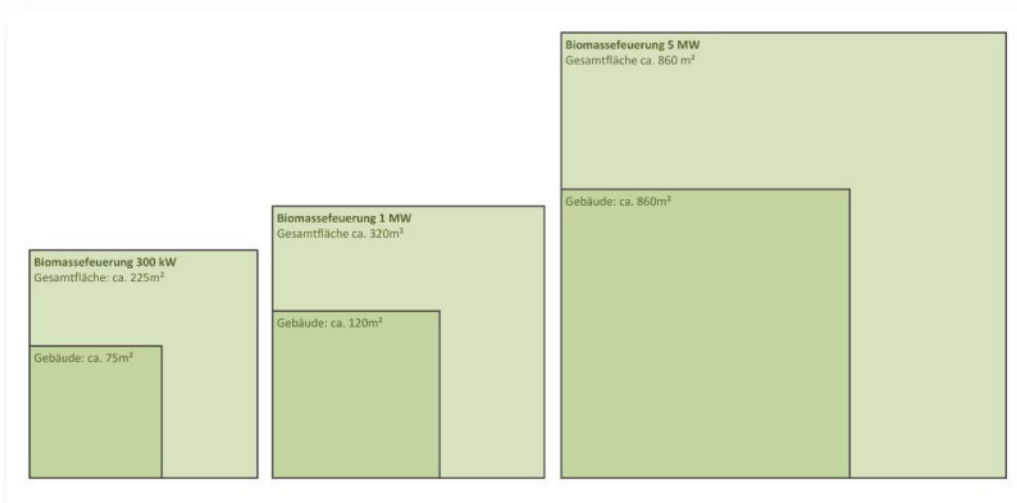 Biomassefeuerung 300 kW
Gesamtfläche: ca. 225m²
Gebäude: ca. 75m²
Biomassefeuerung 1 MW
Gesamtfläche ca. 320m²
Gebäude: ca. 120m²
Biomassefeuerung 5 MW
Gesamtfläche ca. 860 m²
Gebäude: ca. 860m²